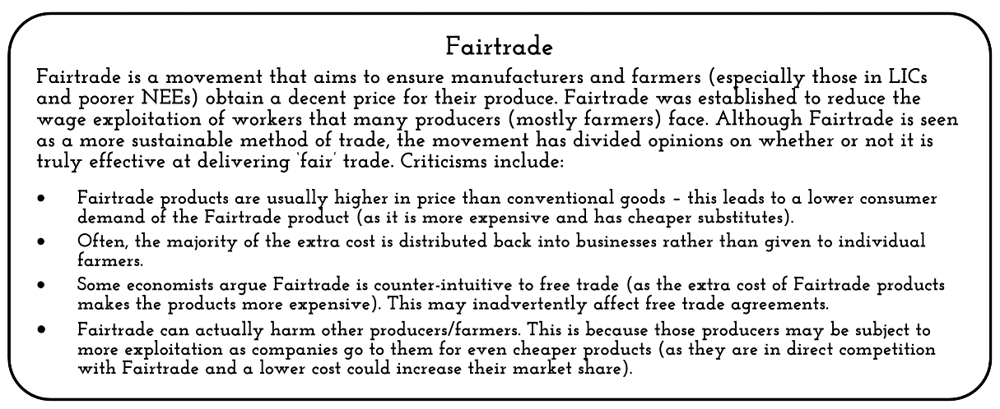 Fairtrade
Fairtrade is a movement that aims to ensure manufacturers and farmers (especially those in LICs
and poorer NEEs) obtain a decent price for their produce. Fairtrade was established to reduce the
wage exploitation of workers that many producers (mostly farmers) face. Although Fairtrade is seen
as a more sustainable method of trade, the movement has divided opinions on whether or not it is
truly effective at delivering 'fair' trade. Criticisms include:
• Fairtrade products are usually higher in price than conventional goods – this leads to a lower consumer
demand of the Fairtrade product (as it is more expensive and has cheaper substitutes).
• Often, the majority of the extra cost is distributed back into businesses rather than given to individual
farmers.
• Some economists argue Fairtrade is counter-intuitive to free trade (as the extra cost of Fairtrade products
makes the products more expensive). This may inadvertently affect free trade agreements.
• Fairtrade can actually harm other producers/farmers. This is because those producers may be subject to
more exploitation as companies go to them for even cheaper products (as they are in direct competition
with Fairtrade and a lower cost could increase their market share).